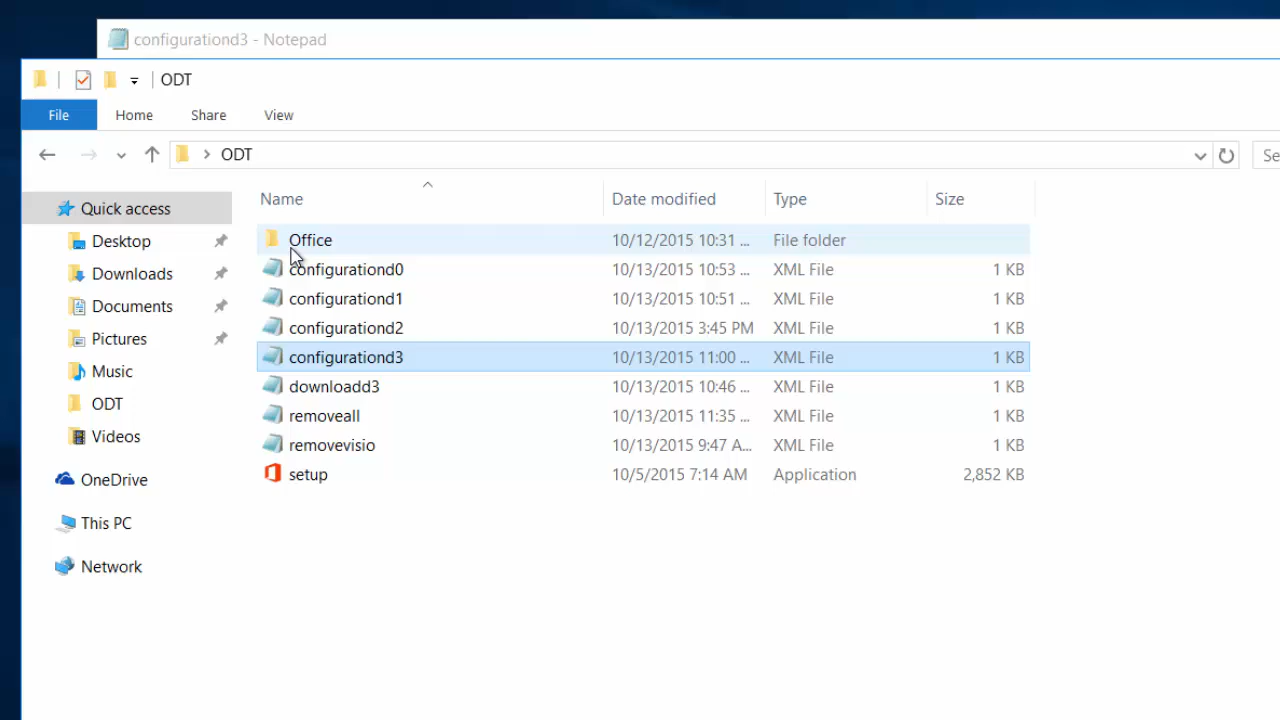 configurationd3 - Notepad
ODT
File Home Share View
ODT
Se
Name Date modified Type Size
Quick access
Desktop
Downloads
Documents
Pictures
Music
ODT
Videos
OneDrive
This PC
Network
Office 10/12/2015 10:31 ... File folder
configurationd0 10/13/2015 10:53 ... XML File 1 KB
configurationd1 10/13/2015 10:51 ... XML File 1 KB
configurationd2 10/13/2015 3:45 PM XML File 1 KB
configurationd3 10/13/2015 11:00 ... XML File 1 KB
downloadd3 10/13/2015 10:46 ... XML File 1 KB
removeall 10/13/2015 11:35 ... XML File 1 KB
removevisio 10/13/2015 9:47 A... XML File 1 KB
setup 10/5/2015 7:14 AM Application 2,852 KB